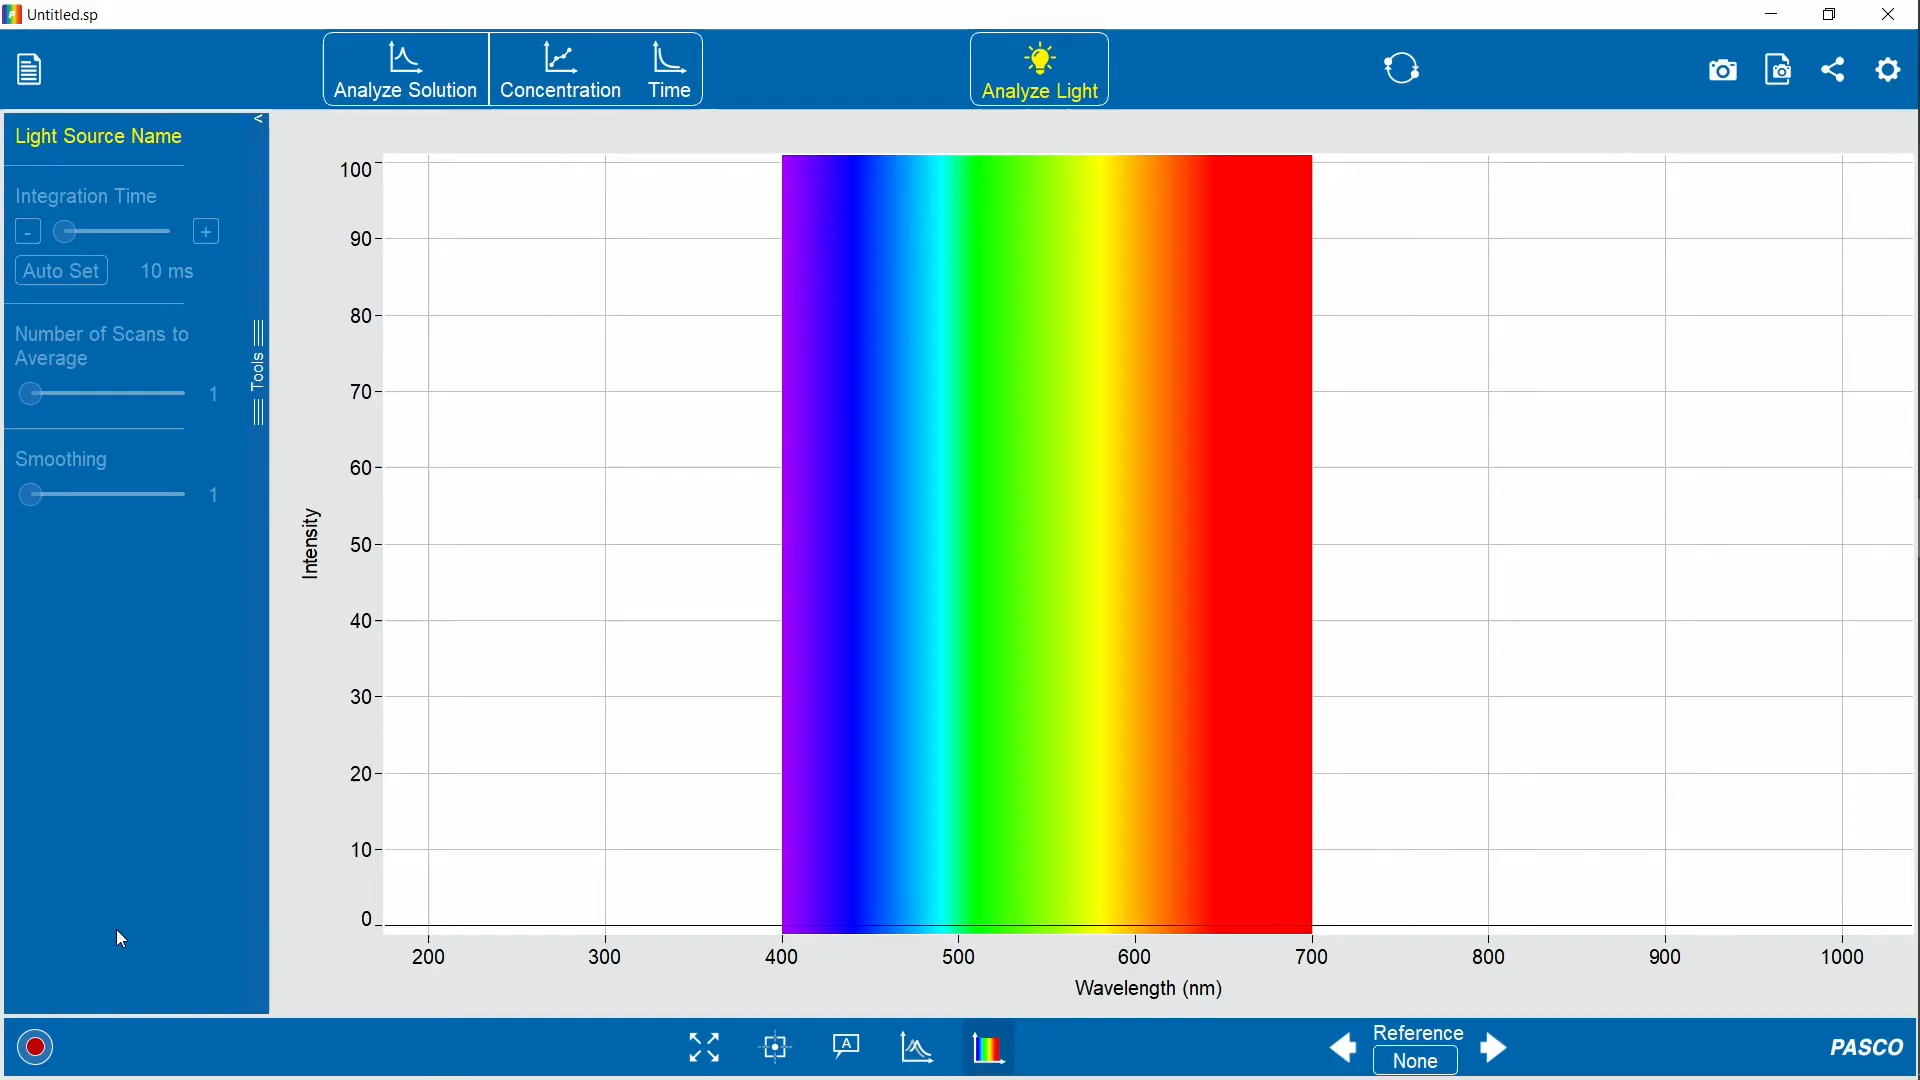 Untitled.sp
Analyze Solution
Concentration
Time
Analyze Light
Light Source Name
<
Integration Time
-
+
Auto Set
10 ms
Number of Scans to
Average
1
Smoothing
1
Tools
Intensity
100
90
80
70
60
50
40
30
20
10
0
200 300 400 500 600 700 800 900 1000
Wavelength (nm)
A
Reference
None
PASCO